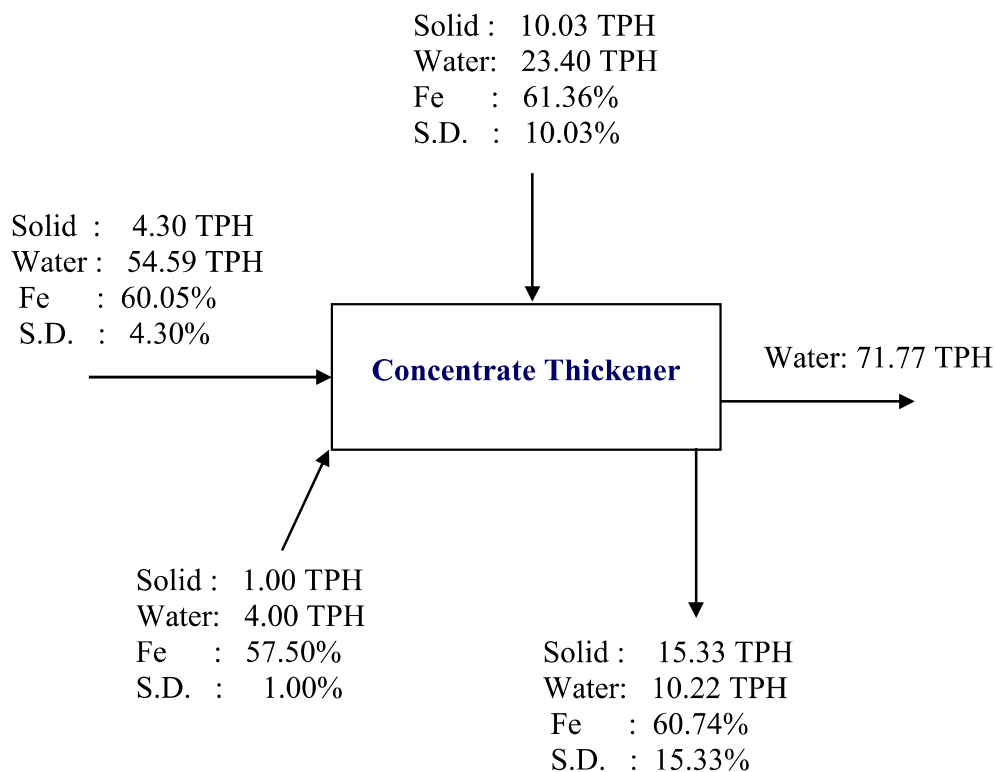 Solid : 10.03 TPH
Water: 23.40 TPH
Fe : 61.36%
S.D. : 10.03%
Solid : 4.30 TPH
Water : 54.59 TPH
Fe : 60.05%
S.D. : 4.30%
Concentrate Thickener
Water: 71.77 TPH
Solid : 1.00 TPH
Water: 4.00 TPH
Fe : 57.50%
S.D. : 1.00%
Solid : 15.33 TPH
Water: 10.22 TPH
Fe : 60.74%
S.D. : 15.33%